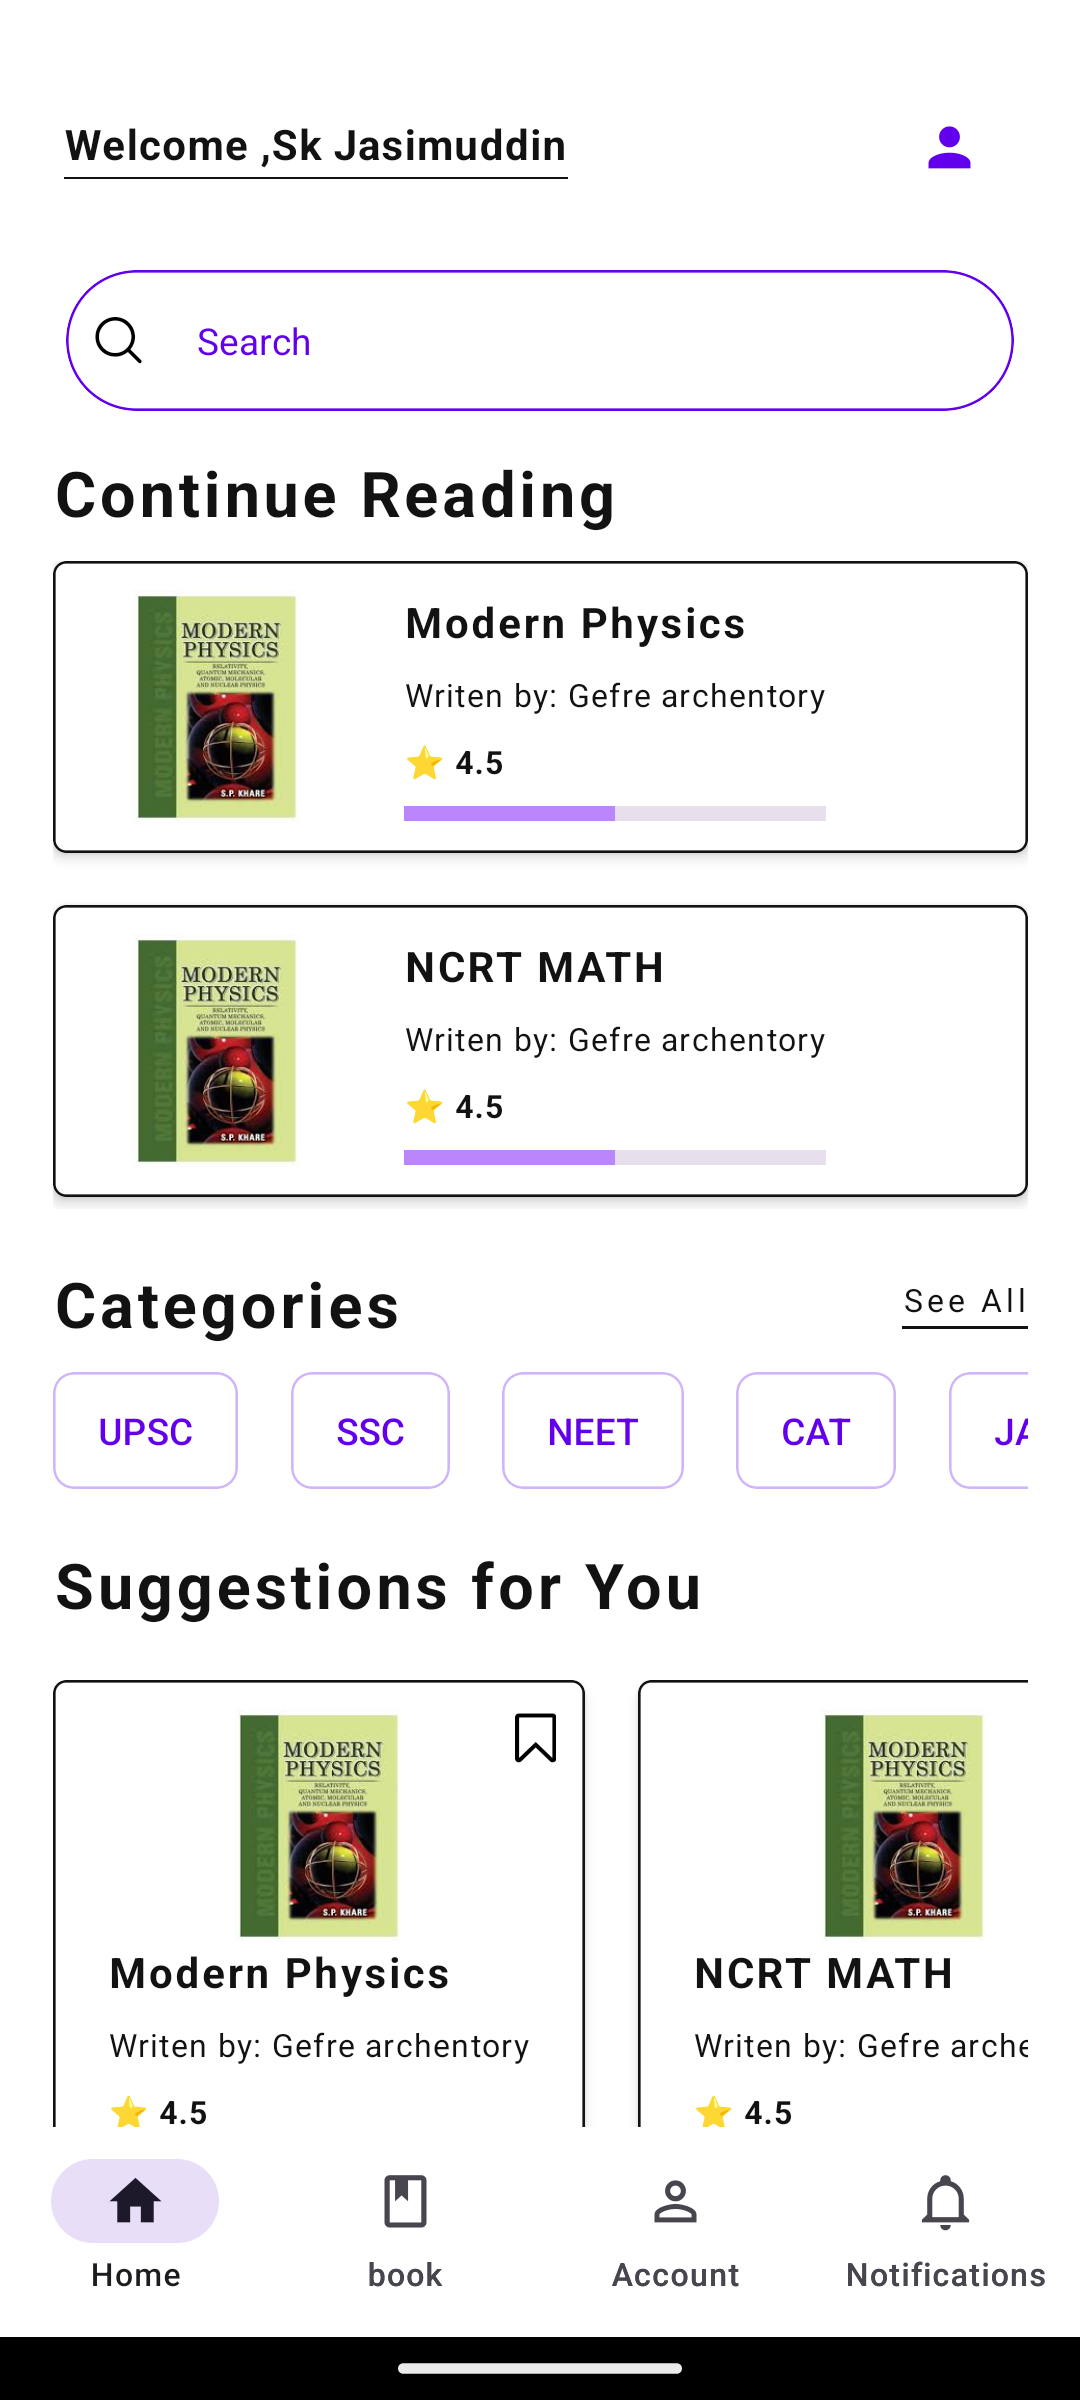 Welcome ,Sk Jasimuddin
Search
Continue Reading
MODERN PHYSICS
MODERN
PHYSICS
RELATIVITY,
QUANTUM MECHANICS,
ATOMIC, MOLECULAR
AND NUCLEAR PHYSICS
S.P. KHARE
Modern Physics
Writen by: Gefre archentory
4.5
MODERN PHYSICS
MODERN
PHYSICS
RELATIVITY,
QUANTUM MECHANICS,
ATOMIC, MOLECULAR
AND NUCLEAR PHYSICS
S.P. KHARE
NCRT MATH
Writen by: Gefre archentory
4.5
Categories
See All
UPSC
SSC
NEET
CAT
JA
Suggestions for You
MODERN PHYSICS
MODERN
PHYSICS
RELATIVITY,
QUANTUM MECHANICS,
ATOMIC, MOLECULAR
AND NUCLEAR PHYSICS
S.P. KHARE
Modern Physics
Writen by: Gefre archentory
4.5
MODERN PHYSICS
MODERN
PHYSICS
RELATIVITY,
QUANTUM MECHANICS,
ATOMIC, MOLECULAR
AND NUCLEAR PHYSICS
S.P. KHARE
NCRT MATH
Writen by: Gefre arche
4.5
Home
book
Account
Notifications